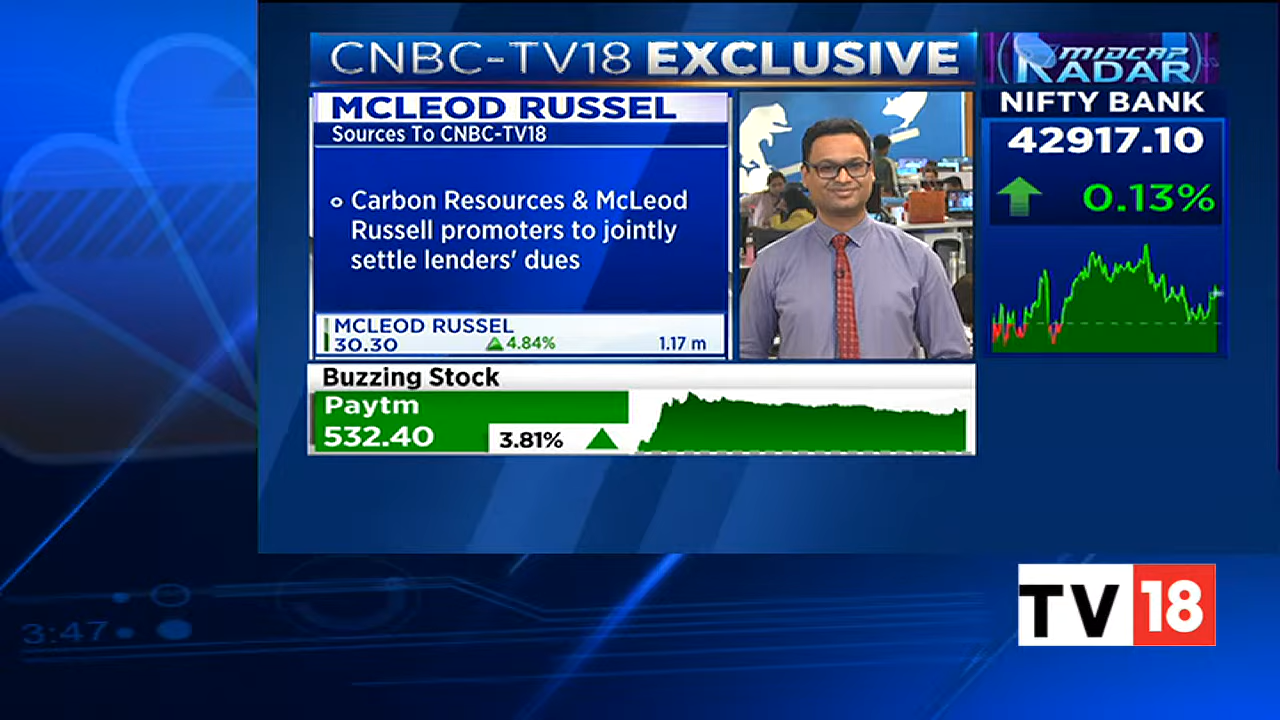 CNBC-TV18 EXCLUSIVE
MIDCAP
RADAR
MCLEOD RUSSEL
Sources To CNBC-TV18
Carbon Resources & McLeod
Russell promoters to jointly
settle lenders' dues
MCLEOD RUSSEL
30.30 4.84% 1.17 m
NIFTY BANK
42917.10
0.13%
Buzzing Stock
Paytm
532.40 3.81%
3:47
TV18